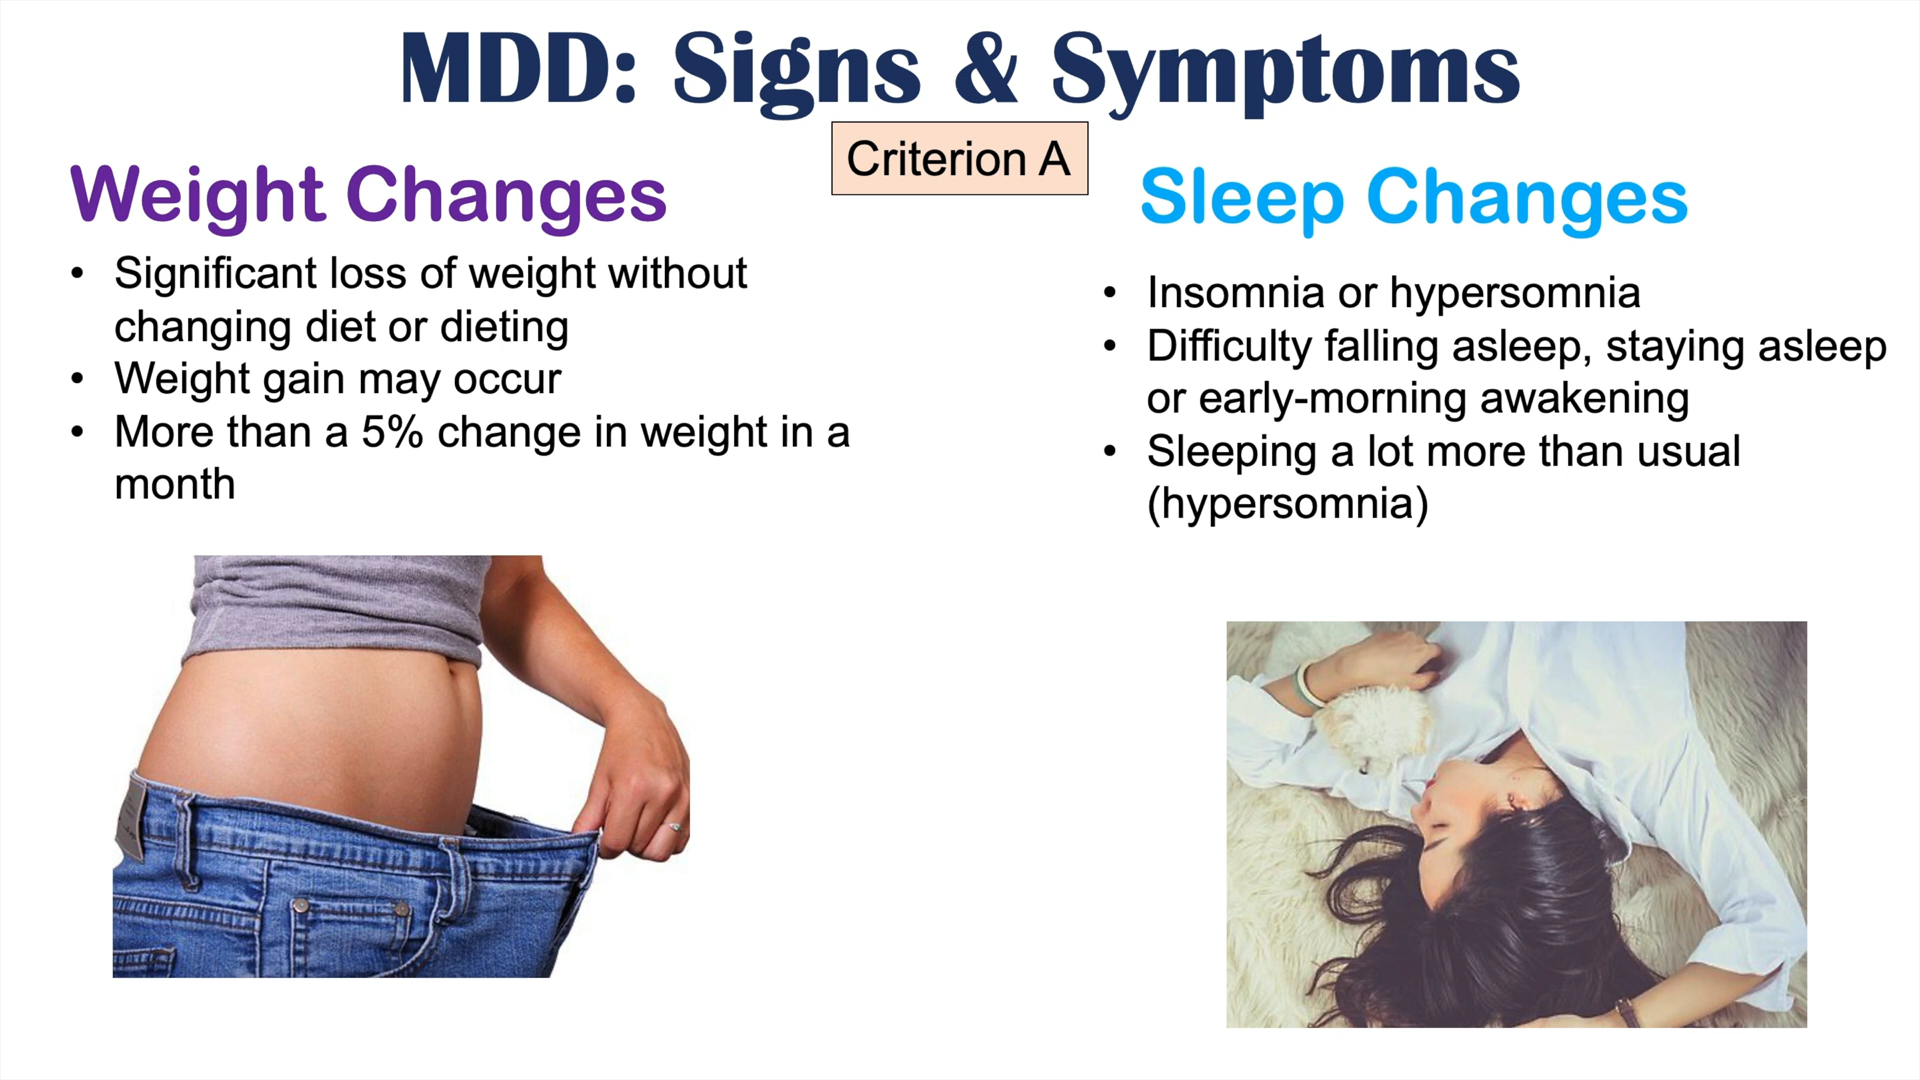 MDD: Signs & Symptoms
Criterion A
Weight Changes
• Significant loss of weight without
changing diet or dieting
• Weight gain may occur
• More than a 5% change in weight in a
month
Sleep Changes
• Insomnia or hypersomnia
• Difficulty falling asleep, staying asleep
or early-morning awakening
• Sleeping a lot more than usual
(hypersomnia)